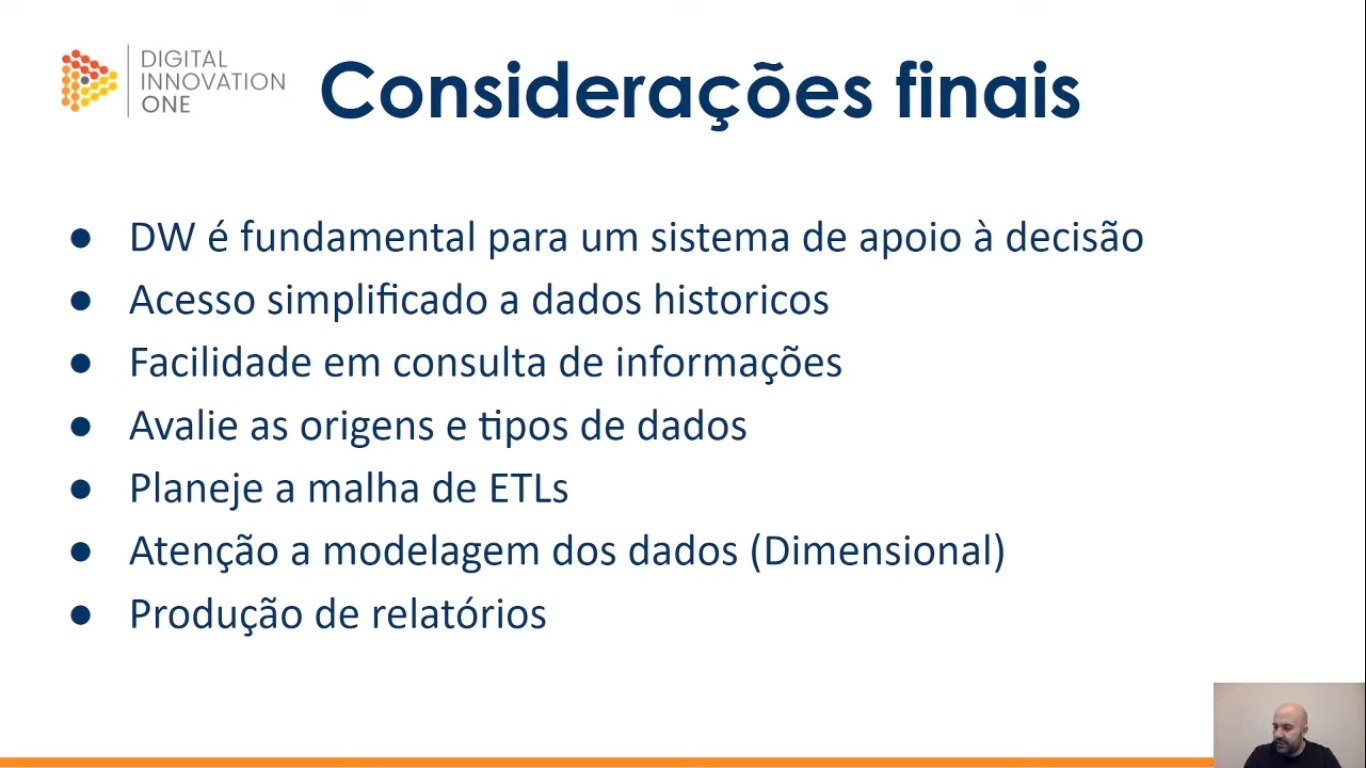 DIGITAL
INNOVATION
ONE
Considerações finais
● DW é fundamental para um sistema de apoio à decisão
● Acesso simplificado a dados historicos
● Facilidade em consulta de informações
● Avalie as origens e tipos de dados
● Planeje a malha de ETLs
● Atenção a modelagem dos dados (Dimensional)
● Produção de relatórios